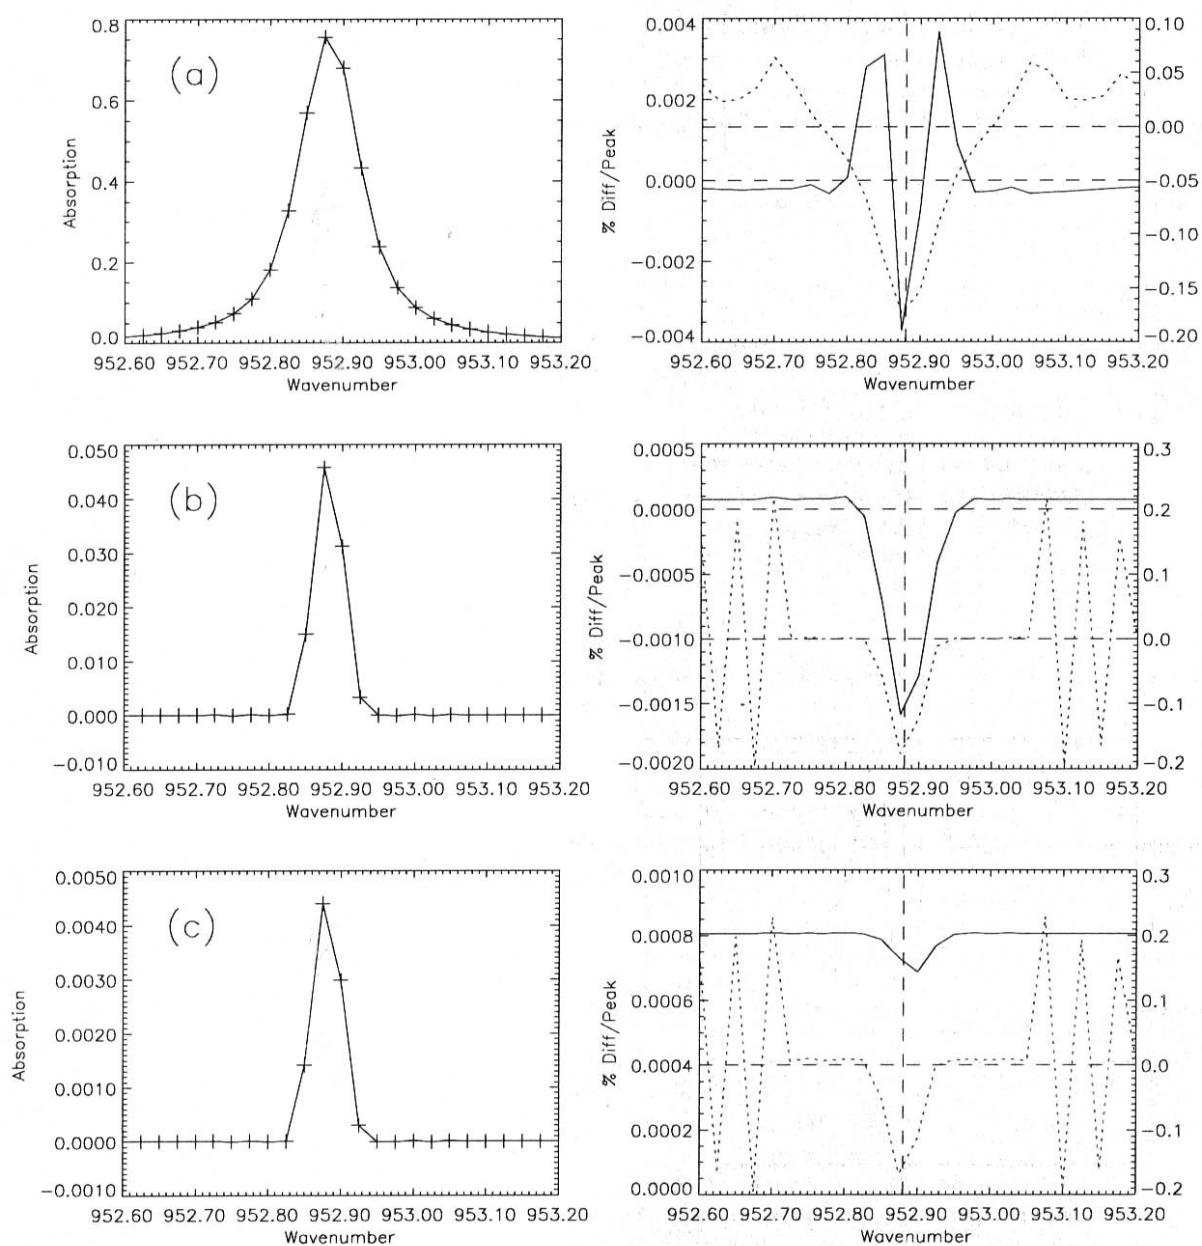 (a)
Absorption
0.8
0.6
0.4
0.2
0.0
952.60 952.70 952.80 952.90 953.00 953.10 953.20
Wavenumber
% Diff/Peak
0.004
0.002
0.000
−0.002
−0.004
0.10
0.05
0.00
−0.05
−0.10
−0.15
−0.20
952.60 952.70 952.80 952.90 953.00 953.10 953.20
Wavenumber
(b)
Absorption
0.050
0.040
0.030
0.020
0.010
0.000
−0.010
952.60 952.70 952.80 952.90 953.00 953.10 953.20
Wavenumber
% Diff/Peak
0.0005
0.0000
−0.0005
−0.0010
−0.0015
−0.0020
0.3
0.2
0.1
0.0
−0.1
−0.2
952.60 952.70 952.80 952.90 953.00 953.10 953.20
Wavenumber
(c)
Absorption
0.0050
0.0040
0.0030
0.0020
0.0010
0.0000
−0.0010
952.60 952.70 952.80 952.90 953.00 953.10 953.20
Wavenumber
% Diff/Peak
0.0010
0.0008
0.0006
0.0004
0.0002
0.0000
0.3
0.2
0.1
0.0
−0.1
−0.2
952.60 952.70 952.80 952.90 953.00 953.10 953.20
Wavenumber